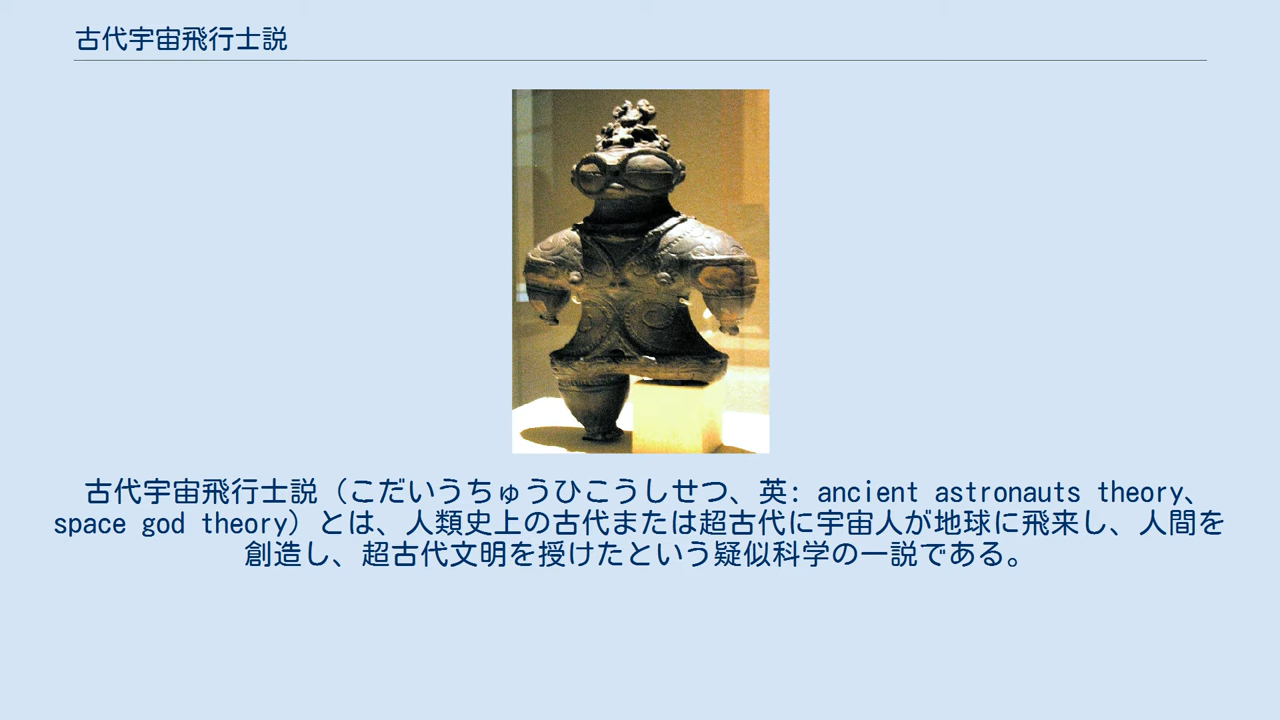 古代宇宙飛行士説
古代宇宙飛行士説（こだいうちゅうひこうしせつ、英: ancient astronauts theory、
space god theory）とは、人類史上の古代または超古代に宇宙人が地球に飛来し、人間を
創造し、超古代文明を授けたという疑似科学の一説である。